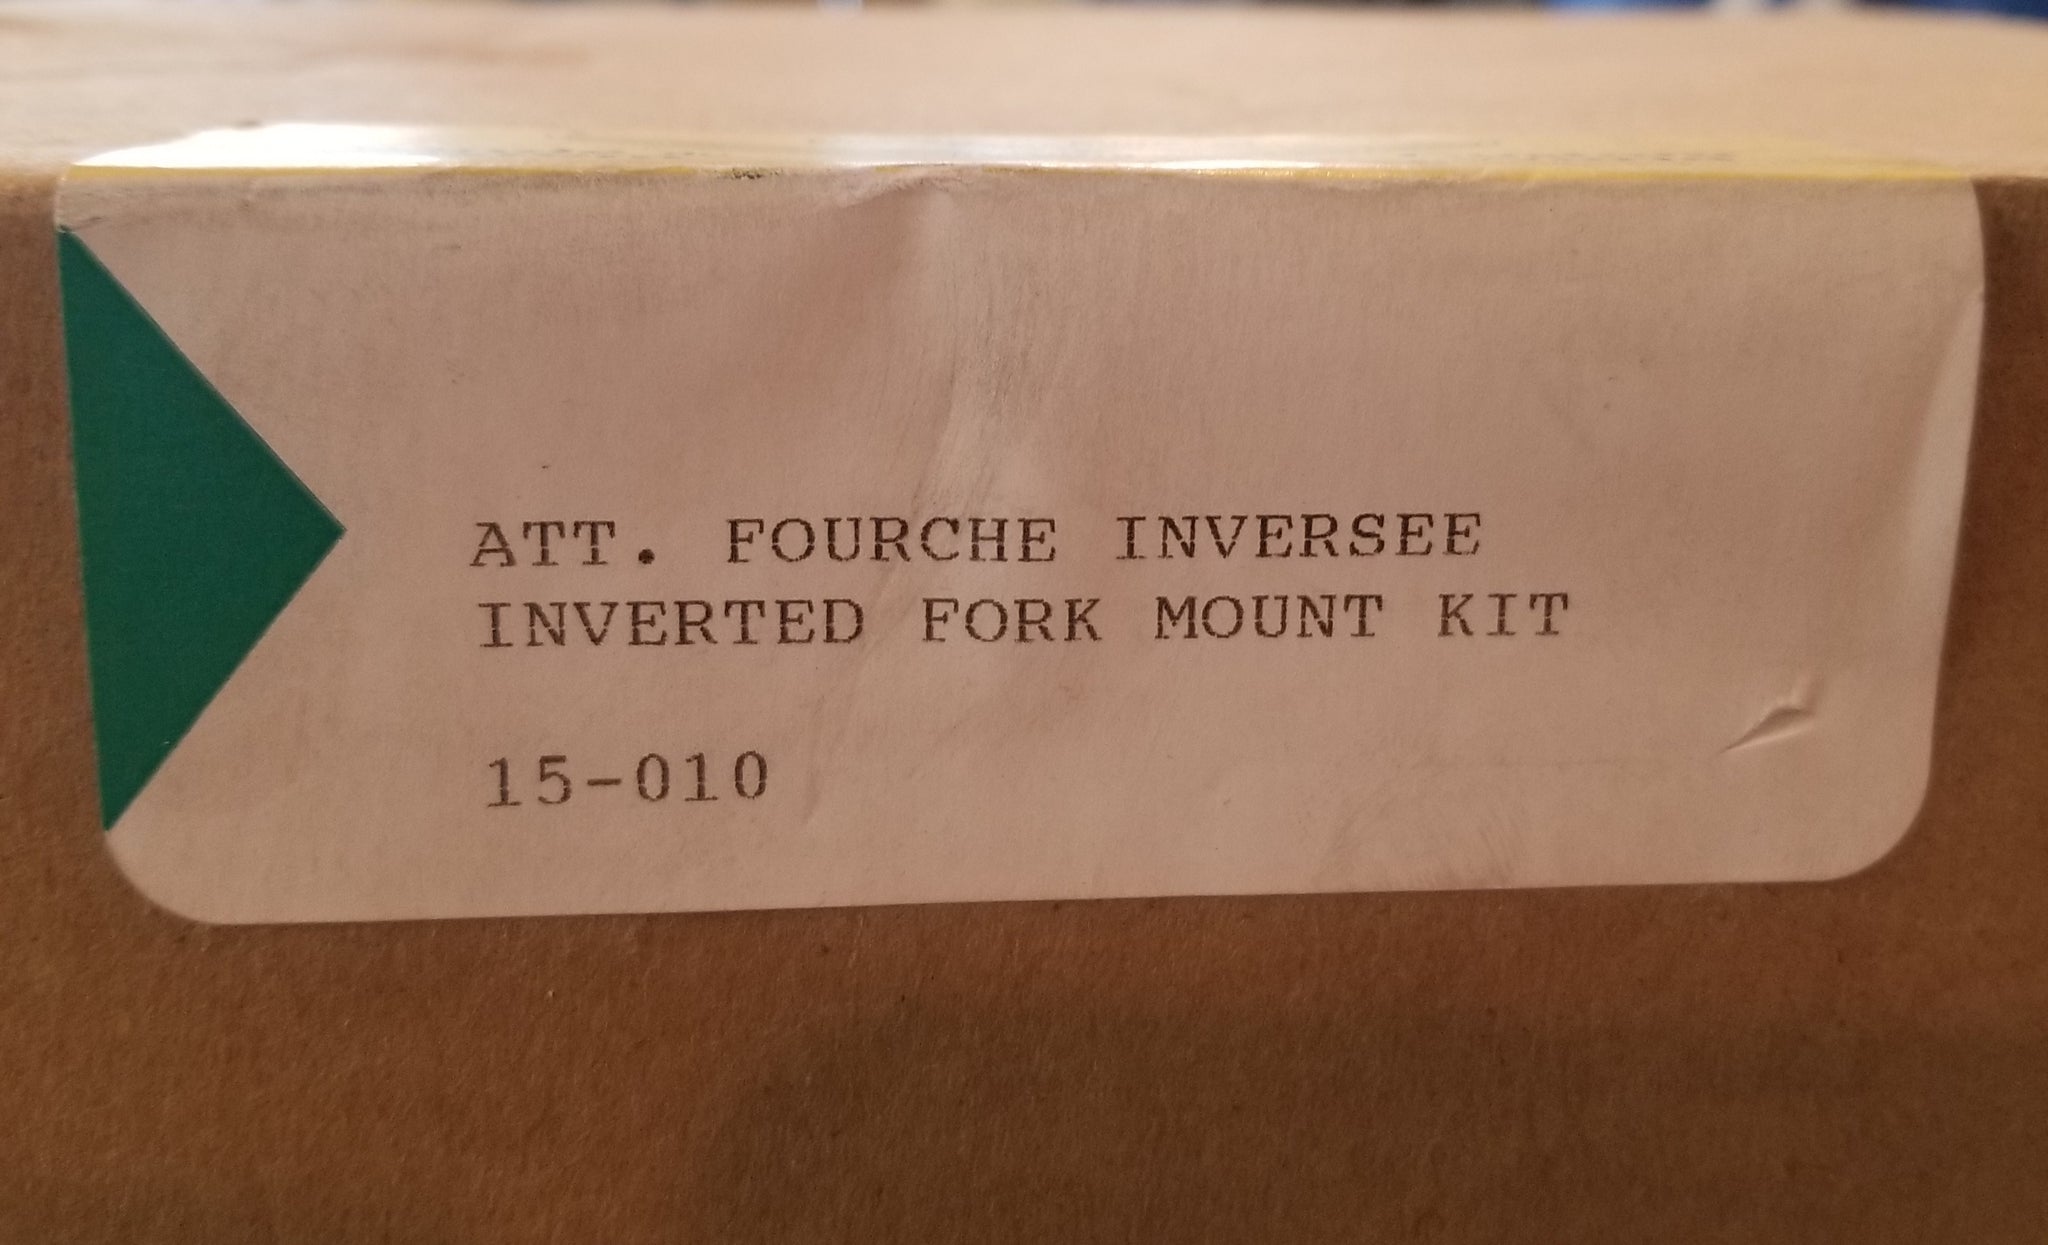 ATT. FOURCHE INVERSEE
INVERTED FORK MOUNT KIT
15-010